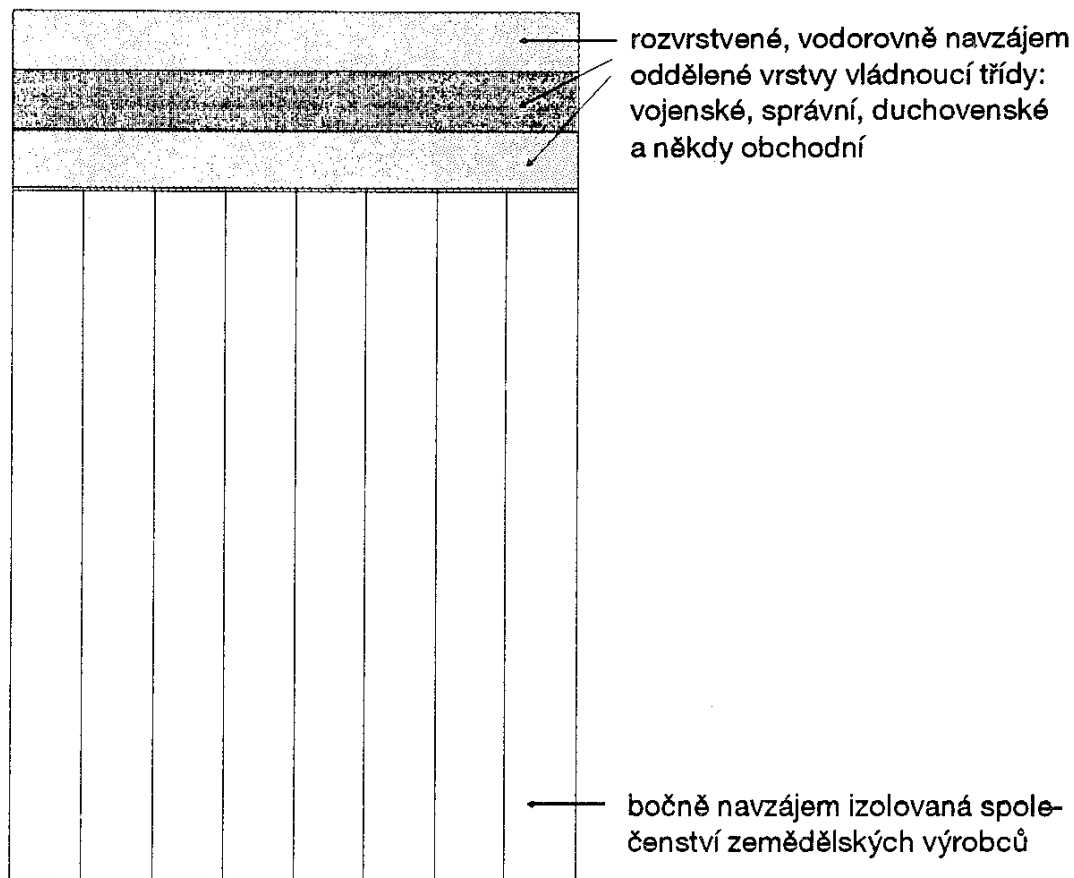 rozvrstvené, vodorovně navzájem
oddělené vrstvy vládnoucí třídy:
vojenské, správní, duchovenské
a někdy obchodní
bočně navzájem izolovaná spole-
čenství zemědělských výrobců